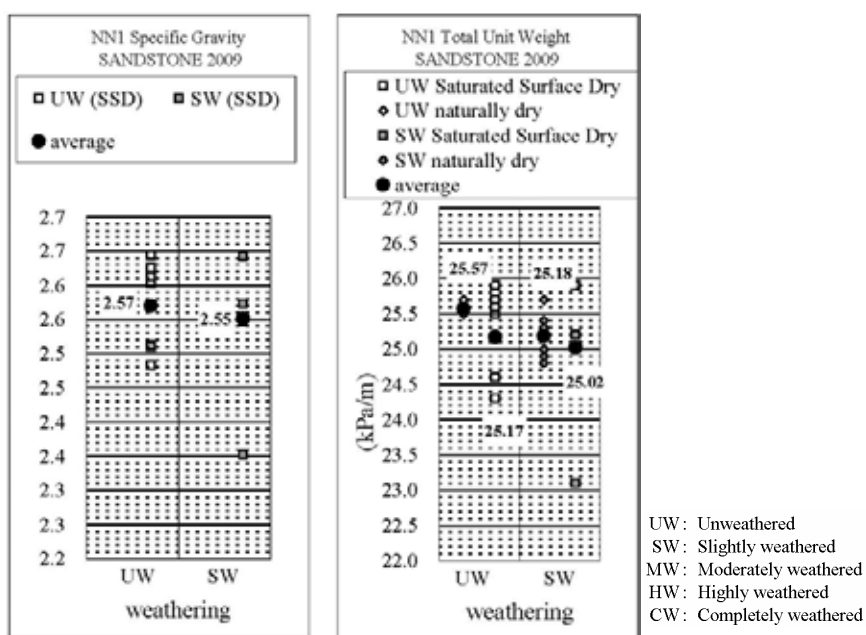 NN1 Specific Gravity
SANDSTONE 2009
UW (SSD) SW (SSD)
average
2.7
2.7
2.6
2.6
2.5
2.5
2.4
2.4
2.3
2.3
2.2
2.57
2.55
UW SW
weathering
NN1 Total Unit Weight
SANDSTONE 2009
UW Saturated Surface Dry
UW naturally dry
SW Saturated Surface Dry
SW naturally dry
average
(kPa/m)
27.0
26.5
26.0
25.5
25.0
24.5
24.0
23.5
23.0
22.5
22.0
25.57 25.18
25.02
25.17
UW SW
weathering
UW: Unweathered
SW: Slightly weathered
MW: Moderately weathered
HW: Highly weathered
CW: Completely weathered